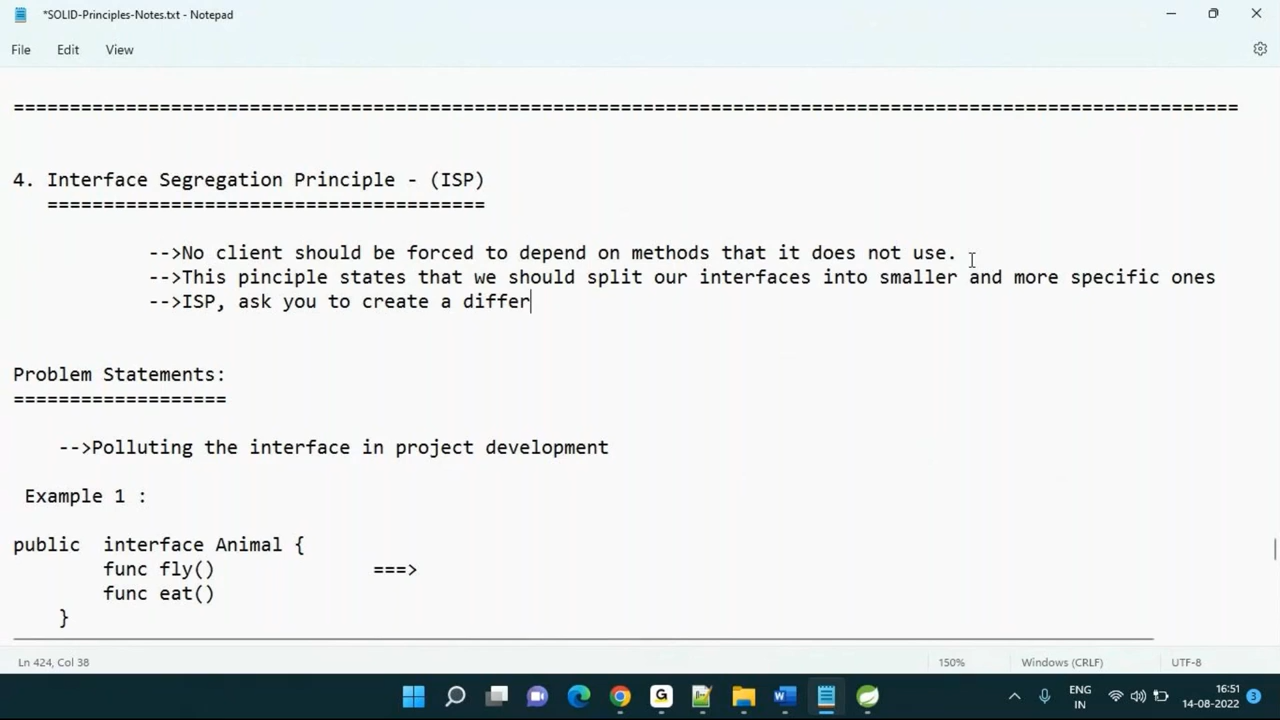 *SOLID-Principles-Notes.txt - Notepad
File Edit View
=============================================================================================================
4. Interface Segregation Principle - (ISP)
=======================================
-->No client should be forced to depend on methods that it does not use.
-->This pinciple states that we should split our interfaces into smaller and more specific ones
-->ISP, ask you to create a differ
Problem Statements:
===================
-->Polluting the interface in project development
Example 1 :
public  interface Animal {
func fly() ===>
func eat()
}
Ln 424, Col 38 150% Windows (CRLF) UTF-8
ENG 16:51
IN 14-08-2022 3